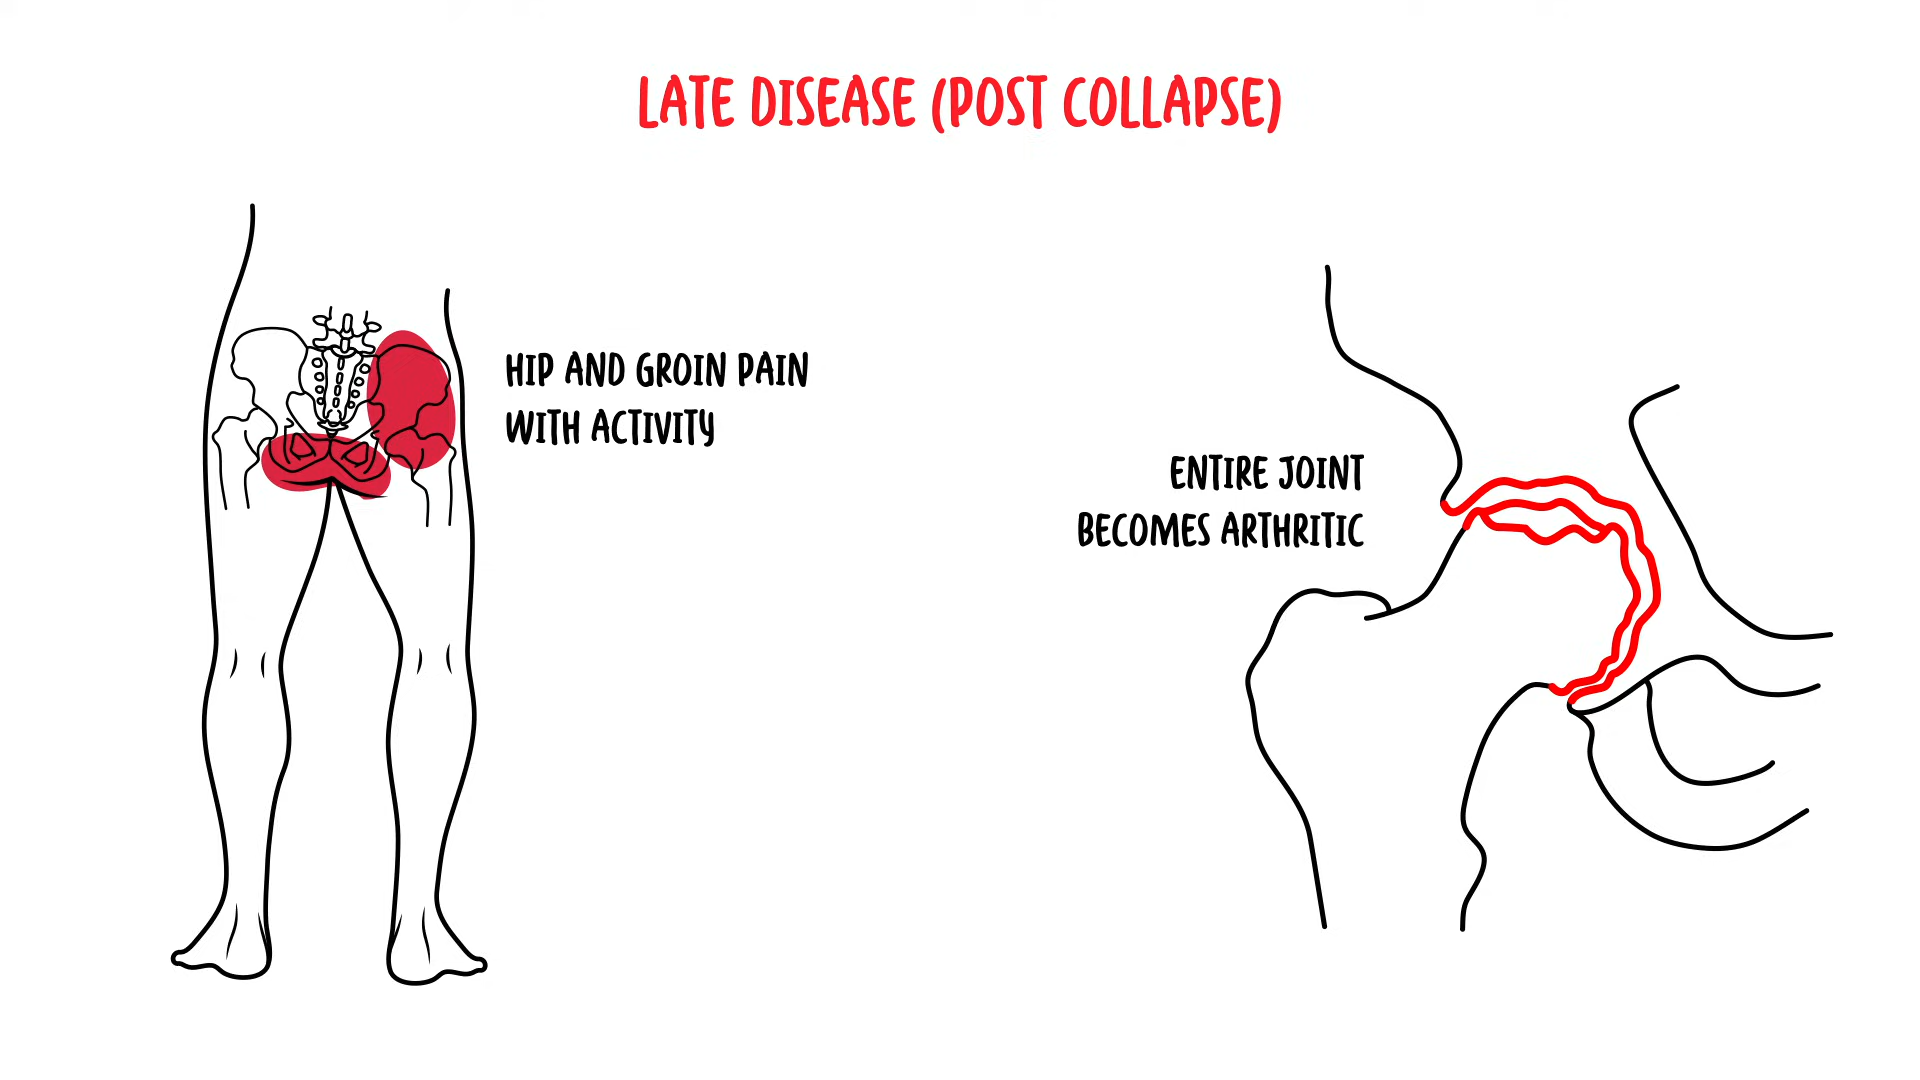 LATE DISEASE (POST COLLAPSE)
HIP AND GROIN PAIN
WITH ACTIVITY
ENTIRE JOINT
BECOMES ARTHRITIC